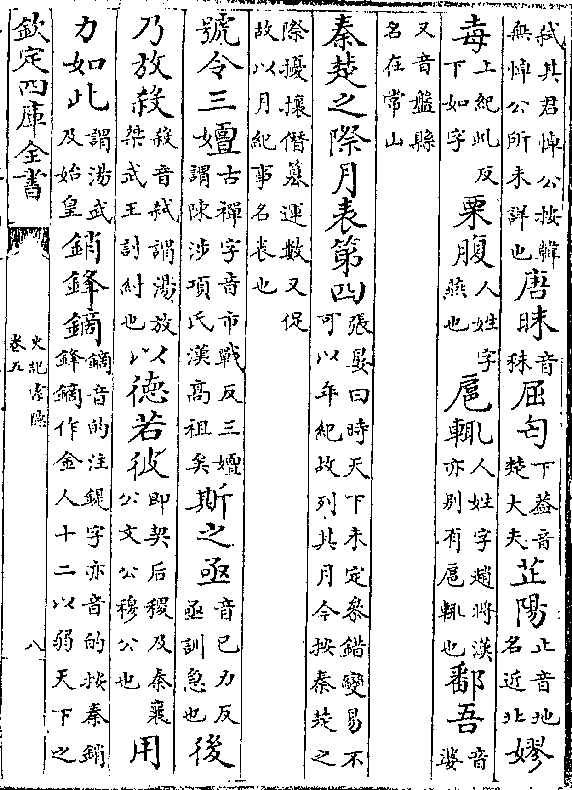 弒其君悼公按韓無悼公所未詳也唐昧音秣屈匄下葢音楚大夫芷陽止音地名近北嫪
毐上紀虬反下如字栗腹人姓字燕也扈輒人姓字趙將漢亦别有扈輒也鄱吾音婆
又音盤縣名在常山
秦楚之際月表第四張晏曰時天下未定叅錯變易不可以年紀故列其月今按秦楚之
際擾攘僭簒運數又促故以月紀事名表也
號令三嬗古禪字音市戰反三嬗謂陳涉項氏漢高祖矣斯之亟音己力反亟訓急也後
乃放殺殺音弒謂湯放桀武王討紂也以德若彼即契后稷及秦襄公文公穆公也用
力如此謂湯武及始皇銷鋒鏑鏑音的注鍉字亦音的按秦銷鋒鏑作金人十二以弱天下之
欽定四庫全書
史記索隱
卷五
八